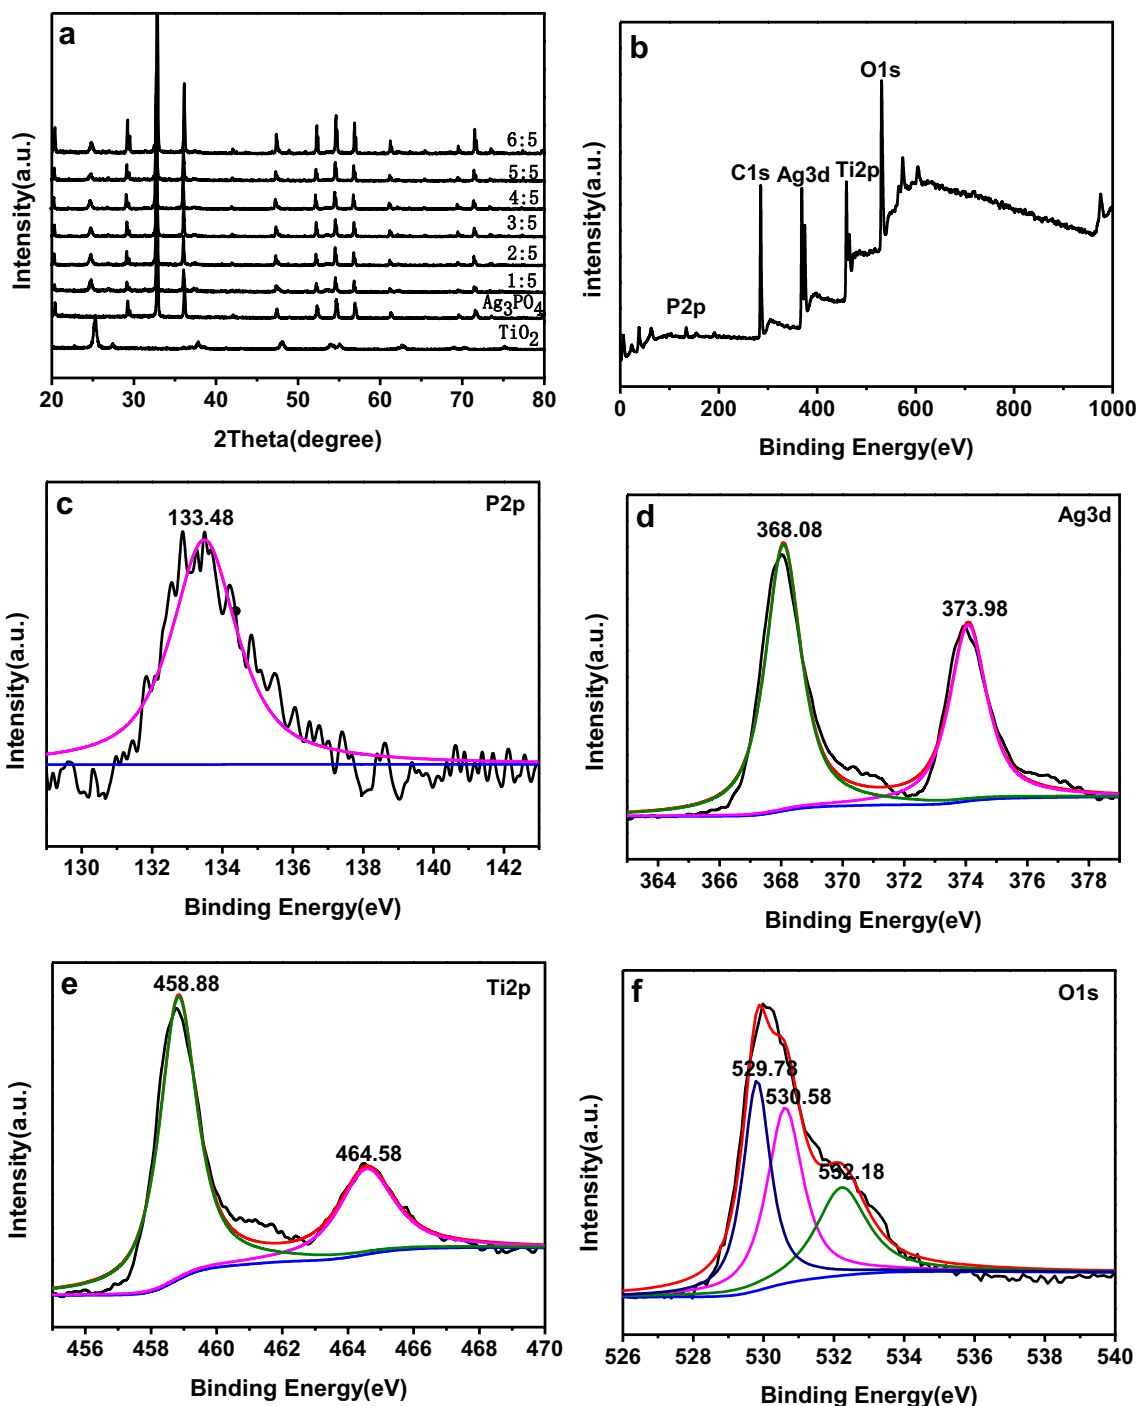 a
6:5
5:5
4:5
3:5
2:5
1:5
Ag3PO4
TiO2
Intensity(a.u.)
20 30 40 50 60 70 80
2Theta(degree)
b
O1s
C1s Ag3d Ti2p
P2p
intensity(a.u.)
0 200 400 600 800 1000
Binding Energy(eV)
c
P2p
133.48
Intensity(a.u.)
130 132 134 136 138 140 142
Binding Energy(eV)
d
Ag3d
368.08
373.98
Intensity(a.u.)
364 366 368 370 372 374 376 378
Binding Energy(eV)
e
Ti2p
458.88
464.58
Intensity(a.u.)
456 458 460 462 464 466 468 470
Binding Energy(eV)
f
O1s
529.78
530.58
532.18
Intensity(a.u.)
526 528 530 532 534 536 538 540
Binding Energy(eV)